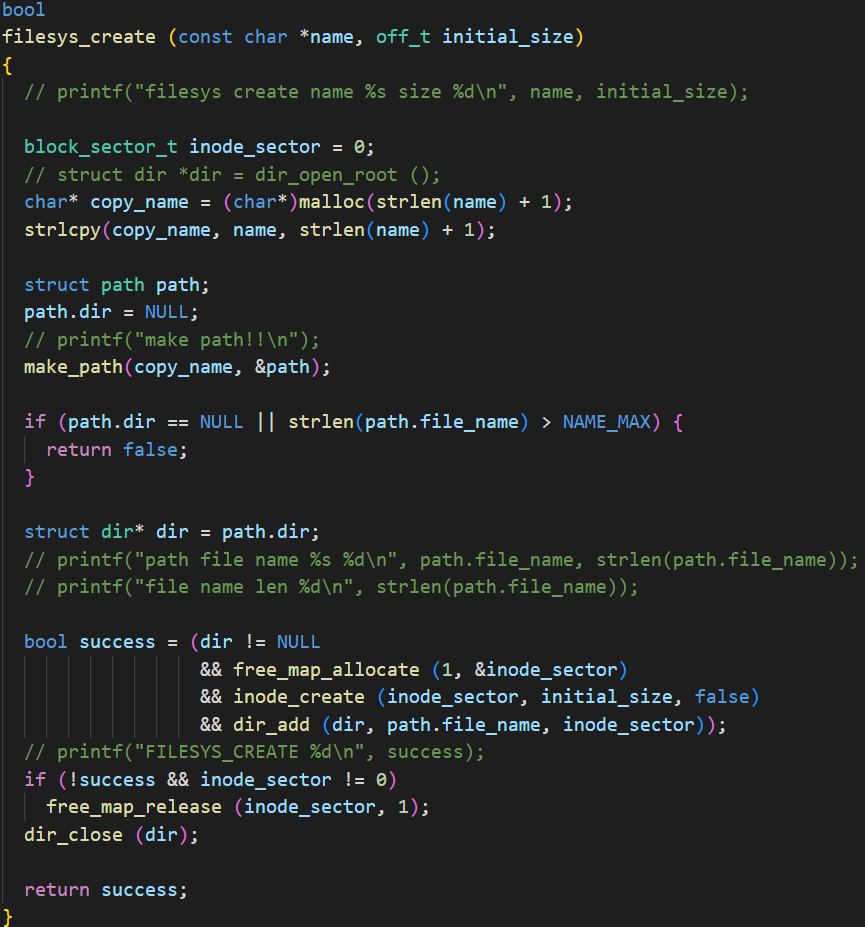 bool
filesys_create (const char *name, off_t initial_size)
{
  // printf("filesys create name %s size %d\n", name, initial_size);

  block_sector_t inode_sector = 0;
  // struct dir *dir = dir_open_root ();
  char* copy_name = (char*)malloc(strlen(name) + 1);
  strlcpy(copy_name, name, strlen(name) + 1);

  struct path path;
  path.dir = NULL;
  // printf("make path!!\n");
  make_path(copy_name, &path);

  if (path.dir == NULL || strlen(path.file_name) > NAME_MAX) {
    return false;
  }

  struct dir* dir = path.dir;
  // printf("path file name %s %d\n", path.file_name, strlen(path.file_name));
  // printf("file name len %d\n", strlen(path.file_name));

  bool success = (dir != NULL
                  && free_map_allocate (1, &inode_sector)
                  && inode_create (inode_sector, initial_size, false)
                  && dir_add (dir, path.file_name, inode_sector));
  // printf("FILESYS_CREATE %d\n", success);
  if (!success && inode_sector != 0)
    free_map_release (inode_sector, 1);
  dir_close (dir);

  return success;
}